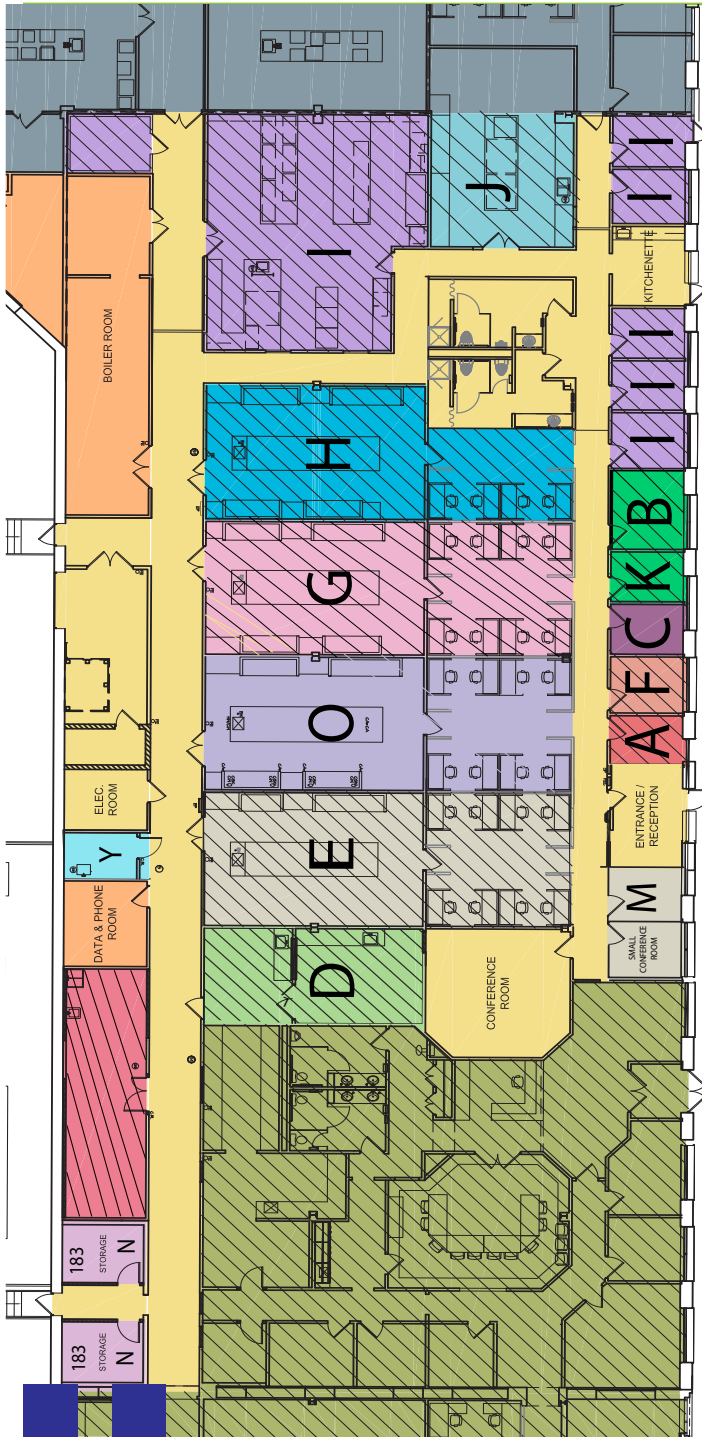 J
I
I
I
KITCHENETTE
BOILER ROOM
I
I
I
H
B
G
K
C
O
F
A
ELEC.
ROOM
E
ENTRANCE /
RECEPTION
Y
M
DATA & PHONE
ROOM
D
SMALL
CONFERENCE
ROOM
CONFERENCE
ROOM
183
STORAGE
N
183
STORAGE
N